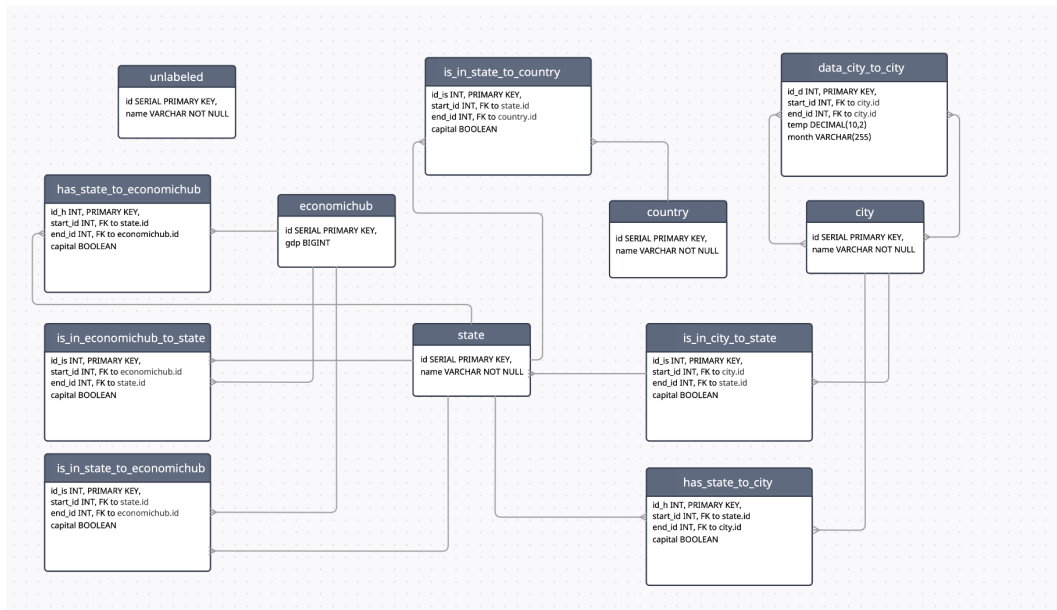 unlabeled
id SERIAL PRIMARY KEY,
name VARCHAR NOT NULL
is_in_state_to_country
id_is INT, PRIMARY KEY,
start_id INT, FK to state.id
end_id INT, FK to country.id
capital BOOLEAN
data_city_to_city
id_d INT, PRIMARY KEY,
start_id INT, FK to city.id
end_id INT, FK to city.id
temp DECIMAL(10,2)
month VARCHAR(255)
has_state_to_economichub
id_h INT, PRIMARY KEY,
start_id INT, FK to state.id
end_id INT, FK to economichub.id
capital BOOLEAN
economichub
id SERIAL PRIMARY KEY,
gdp BIGINT
country
id SERIAL PRIMARY KEY,
name VARCHAR NOT NULL
city
id SERIAL PRIMARY KEY,
name VARCHAR NOT NULL
is_in_economichub_to_state
id_is INT, PRIMARY KEY,
start_id INT, FK to economichub.id
end_id INT, FK to state.id
capital BOOLEAN
state
id SERIAL PRIMARY KEY,
name VARCHAR NOT NULL
is_in_city_to_state
id_is INT, PRIMARY KEY,
start_id INT, FK to city.id
end_id INT, FK to state.id
capital BOOLEAN
is_in_state_to_economichub
id_is INT, PRIMARY KEY,
start_id INT, FK to state.id
end_id INT, FK to economichub.id
capital BOOLEAN
has_state_to_city
id_h INT, PRIMARY KEY,
start_id INT, FK to state.id
end_id INT, FK to city.id
capital BOOLEAN